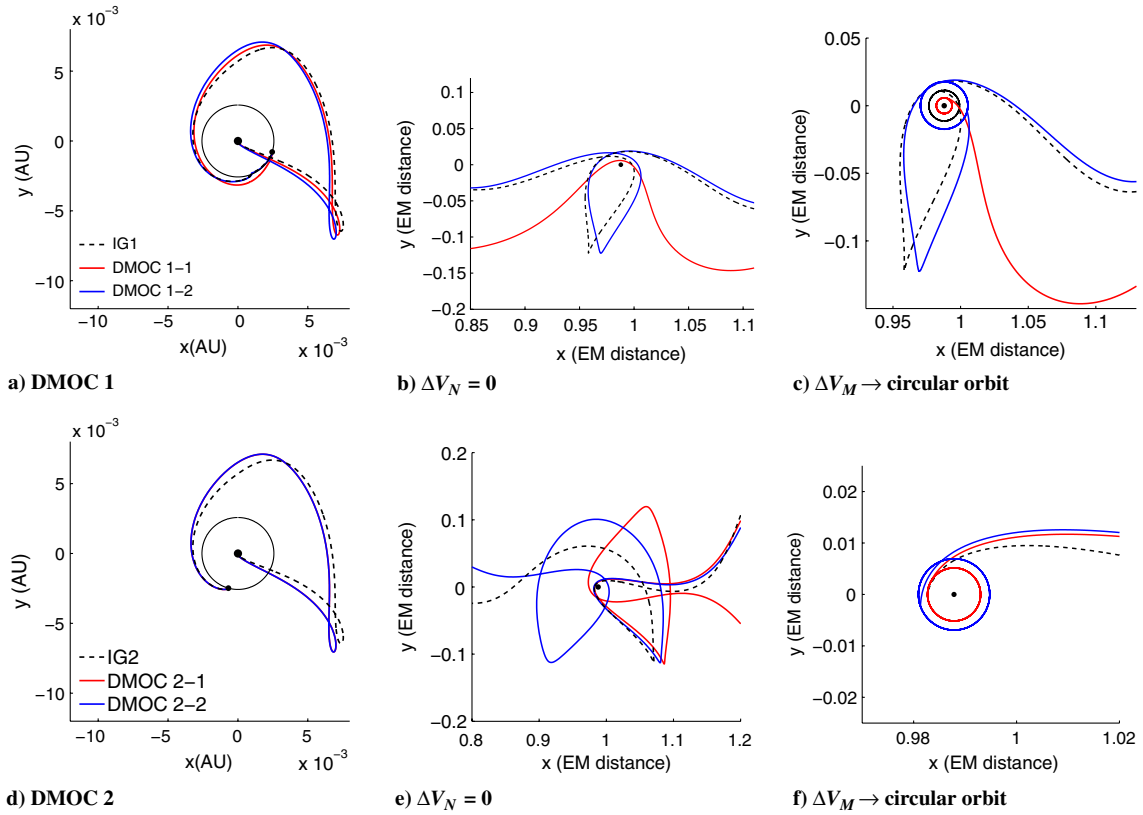 x 10⁻³
5
0
−5
−10
y (AU)
IG1
DMOC 1−1
DMOC 1−2
−10 −5 0 5
x(AU) x 10⁻³
a) DMOC 1
0.1
0.05
0
−0.05
−0.1
−0.15
−0.2
y (EM distance)
0.85 0.9 0.95 1 1.05 1.1
x (EM distance)
b) ΔV_N = 0
0.05
0
−0.05
−0.1
y (EM distance)
0.95 1 1.05 1.1
x (EM distance)
c) ΔV_M → circular orbit
x 10⁻³
5
0
−5
−10
y (AU)
IG2
DMOC 2−1
DMOC 2−2
−10 −5 0 5
x(AU) x 10⁻³
d) DMOC 2
0.2
0.1
0
−0.1
0.2
y (EM distance)
0.8 0.9 1 1.1 1.2
x (EM distance)
e) ΔV_N = 0
0.02
0.01
0
−0.01
−0.02
y (EM distance)
0.98 1 1.02
x (EM distance)
f) ΔV_M → circular orbit